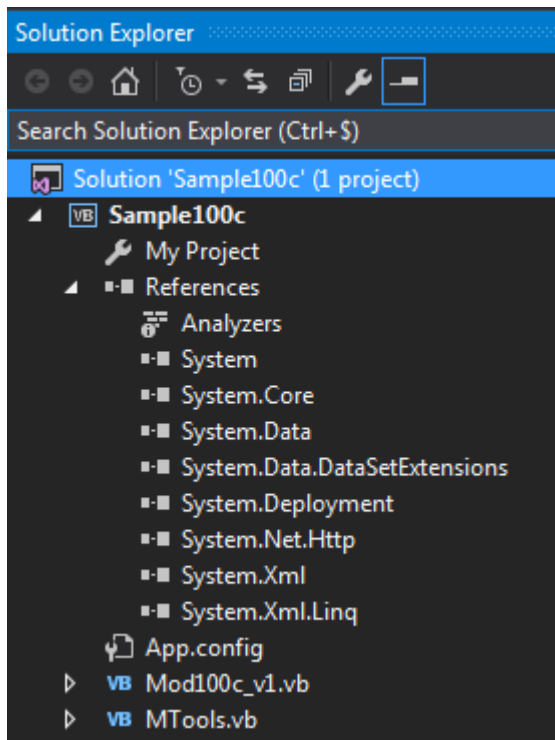 Solution Explorer
Search Solution Explorer (Ctrl+$)
Solution 'Sample100c' (1 project)
VB Sample100c
My Project
References
Analyzers
System
System.Core
System.Data
System.Data.DataSetExtensions
System.Deployment
System.Net.Http
System.Xml
System.Xml.Linq
App.config
VB Mod100c_v1.vb
VB MTools.vb